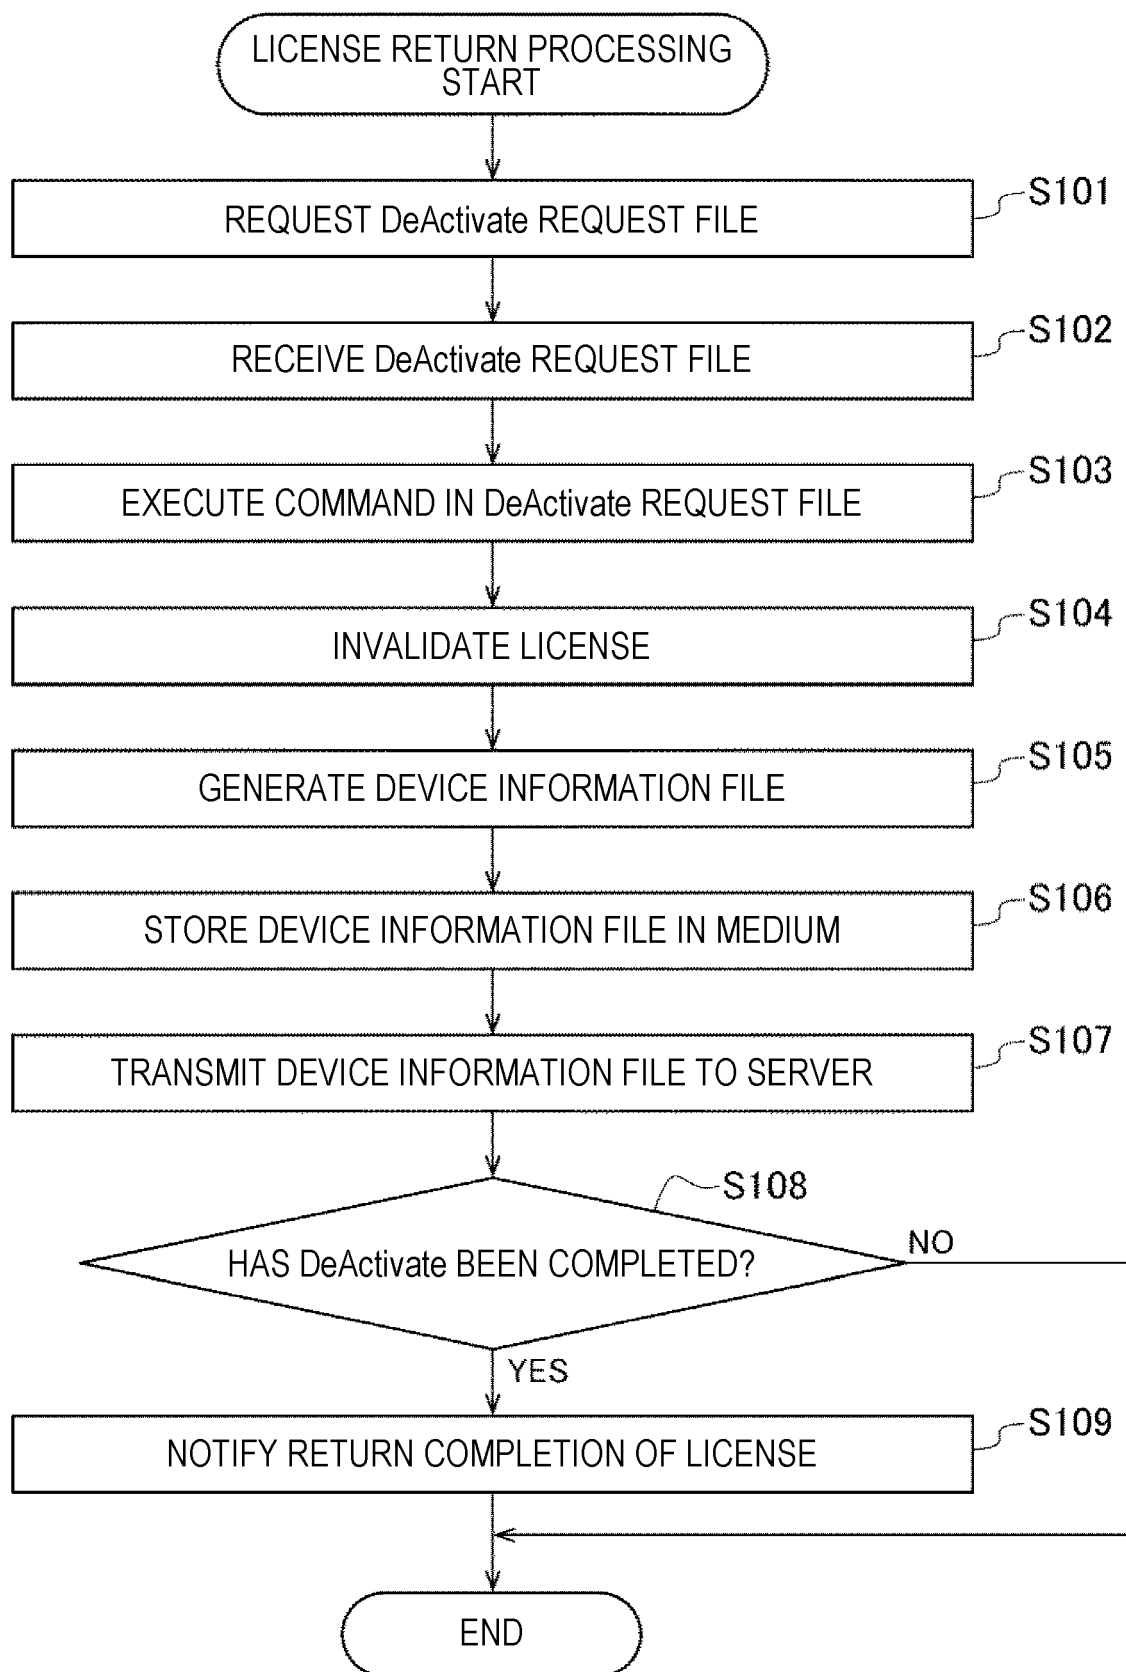 LICENSE RETURN PROCESSING
START
S101
REQUEST DeActivate REQUEST FILE
S102
RECEIVE DeActivate REQUEST FILE
S103
EXECUTE COMMAND IN DeActivate REQUEST FILE
S104
INVALIDATE LICENSE
S105
GENERATE DEVICE INFORMATION FILE
S106
STORE DEVICE INFORMATION FILE IN MEDIUM
S107
TRANSMIT DEVICE INFORMATION FILE TO SERVER
S108
HAS DeActivate BEEN COMPLETED?
NO
YES
S109
NOTIFY RETURN COMPLETION OF LICENSE
END